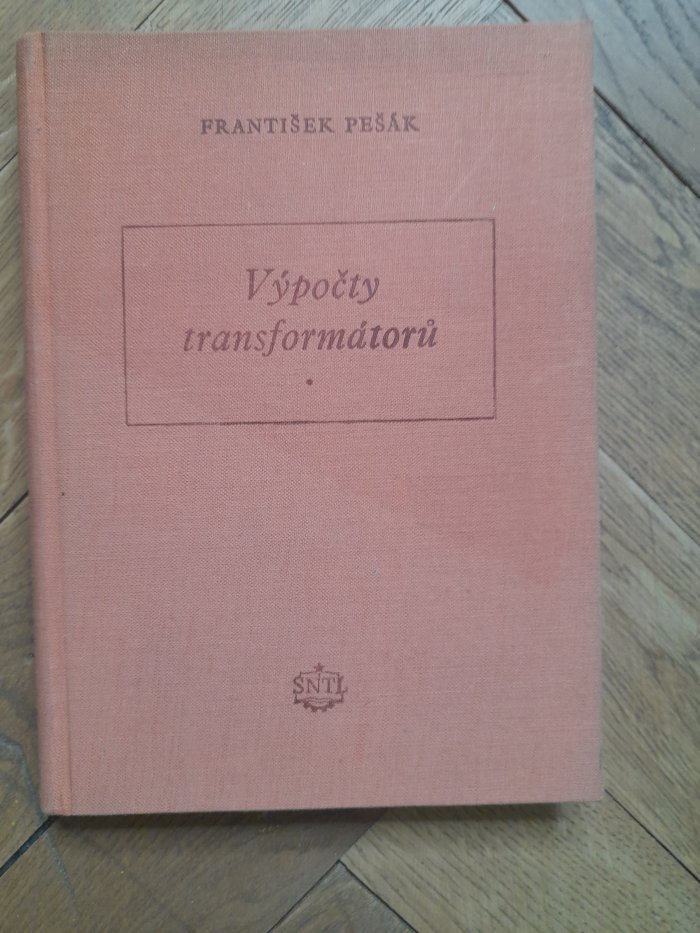 FRANTIŠEK PEŠÁK
Výpočty
transformátorů
SNTL